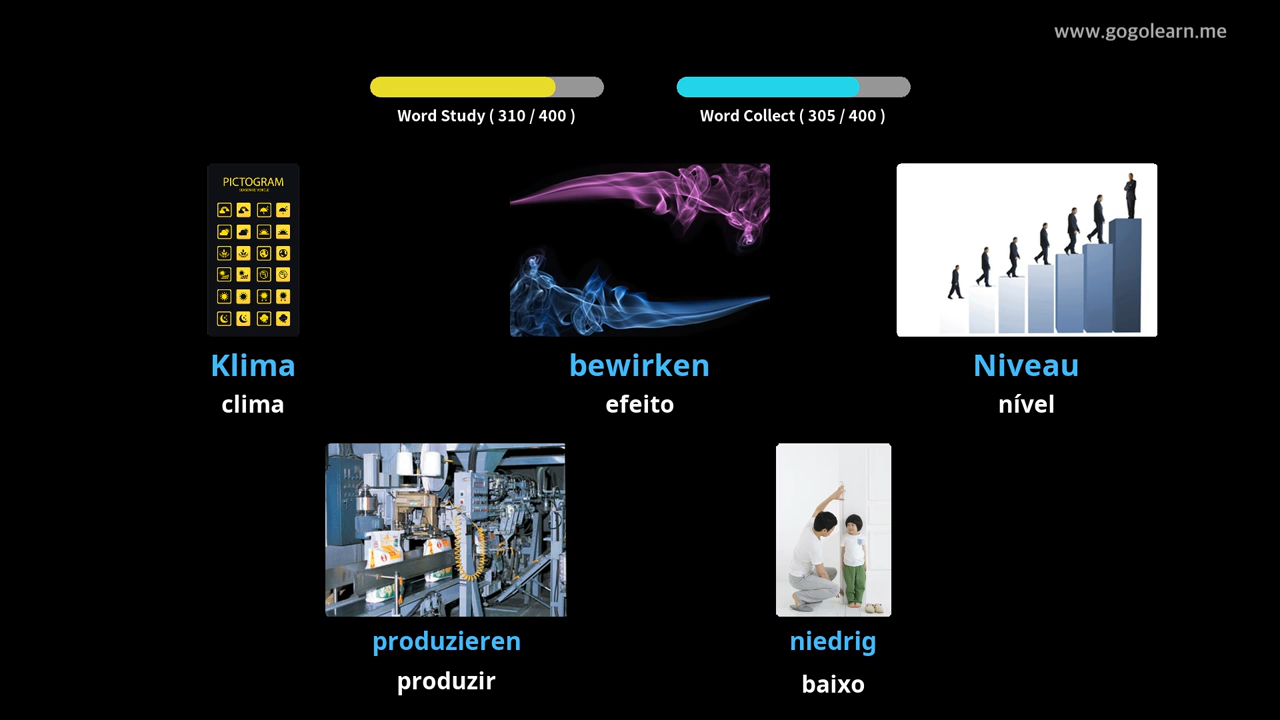 www.gogolearn.me
Word Study ( 310 / 400 )
Word Collect ( 305 / 400 )
PICTOGRAM
Klima
clima
bewirken
efeito
Niveau
nível
produzieren
produzir
niedrig
baixo